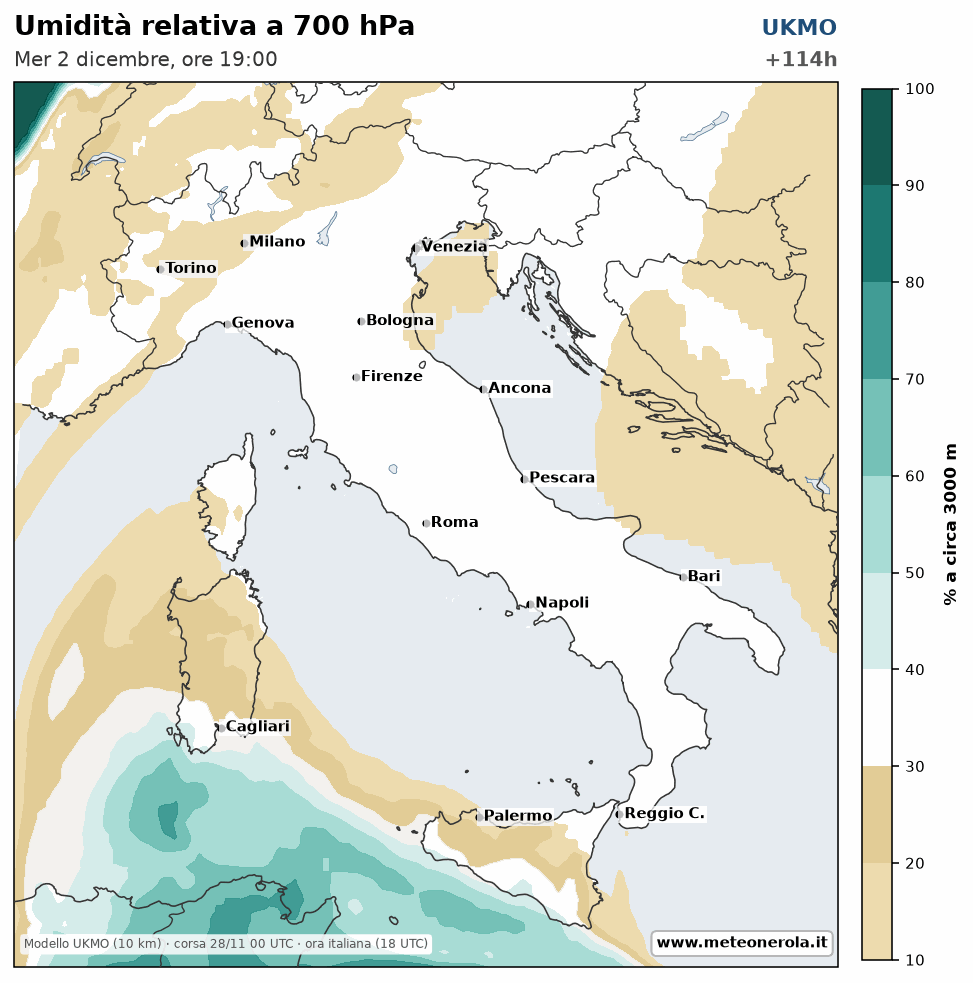 Umidità relativa a 700 hPa
UKMO
Mer 2 dicembre, ore 19:00
+114h
100
90
80
70
60
50
40
30
20
10
% a circa 3000 m
Milano
Venezia
Torino
Genova
Bologna
Firenze
Ancona
Pescara
Roma
Bari
Napoli
Cagliari
Palermo
Reggio C.
Modello UKMO (10 km) · corsa 28/11 00 UTC · ora italiana (18 UTC)
www.meteonerola.it